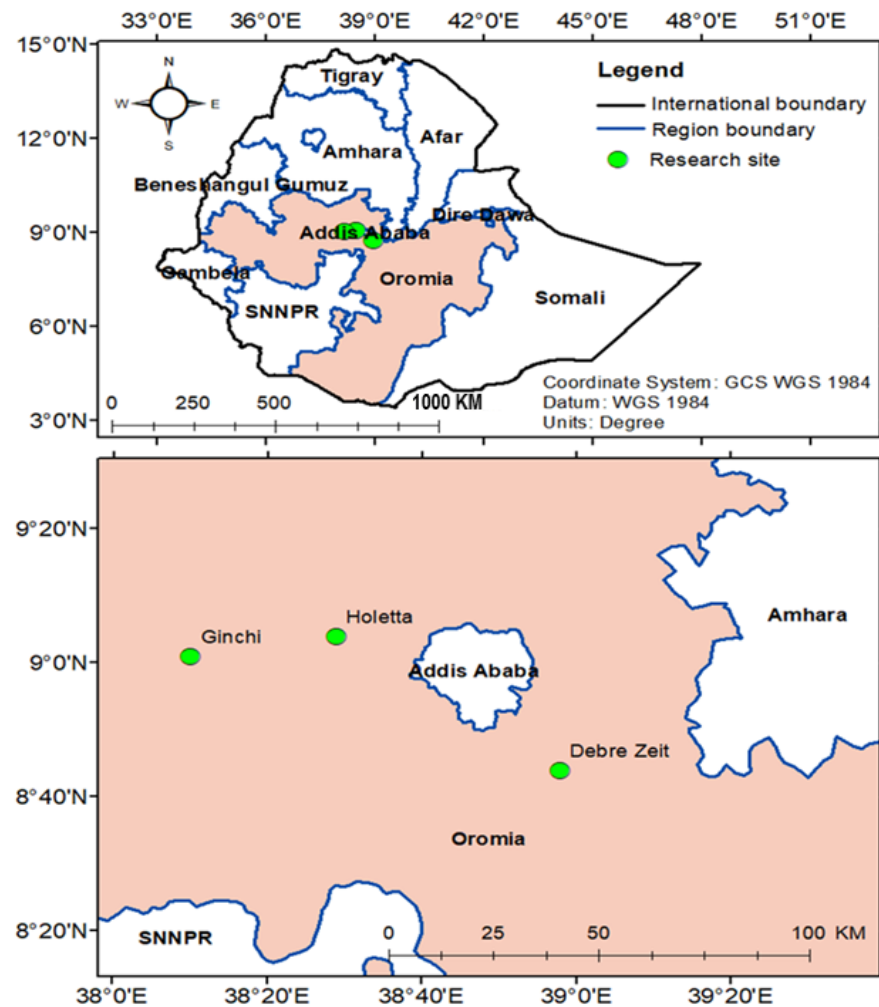 33°0'E 36°0'E 39°0'E 42°0'E 45°0'E 48°0'E 51°0'E
15°0'N
12°0'N
9°0'N
6°0'N
3°0'N
N
W E
S
Legend
International boundary
Region boundary
Research site
Tigray
Afar
Amhara
Beneshangul Gumuz
Dire Dawa
Addis Ababa
Gambela
Oromia
SNNPR
Somali
Coordinate System: GCS WGS 1984
Datum: WGS 1984
Units: Degree
0 250 500 1000 KM
9°20'N
9°0'N
8°40'N
8°20'N
Amhara
Holetta
Ginchi
Addis Ababa
Debre Zeit
Oromia
SNNPR
0 25 50 100 KM
38°0'E 38°20'E 38°40'E 39°0'E 39°20'E